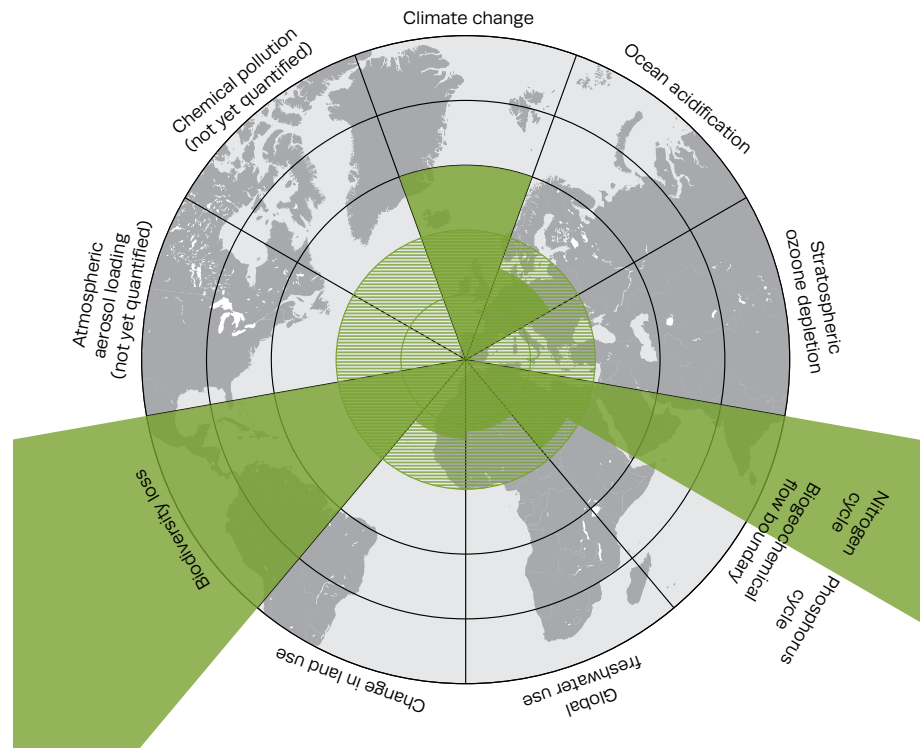 Climate change
Ocean acidification
Stratospheric
ozoone depletion
Nitrogen
cycle
Biogeochemical
flow boundary
Phosphorus
cycle
Global
freshwater use
Change in land use
Biodiversity loss
Atmospheric
aerosol loading
(not yet quantified)
Chemical pollution
(not yet quantified)